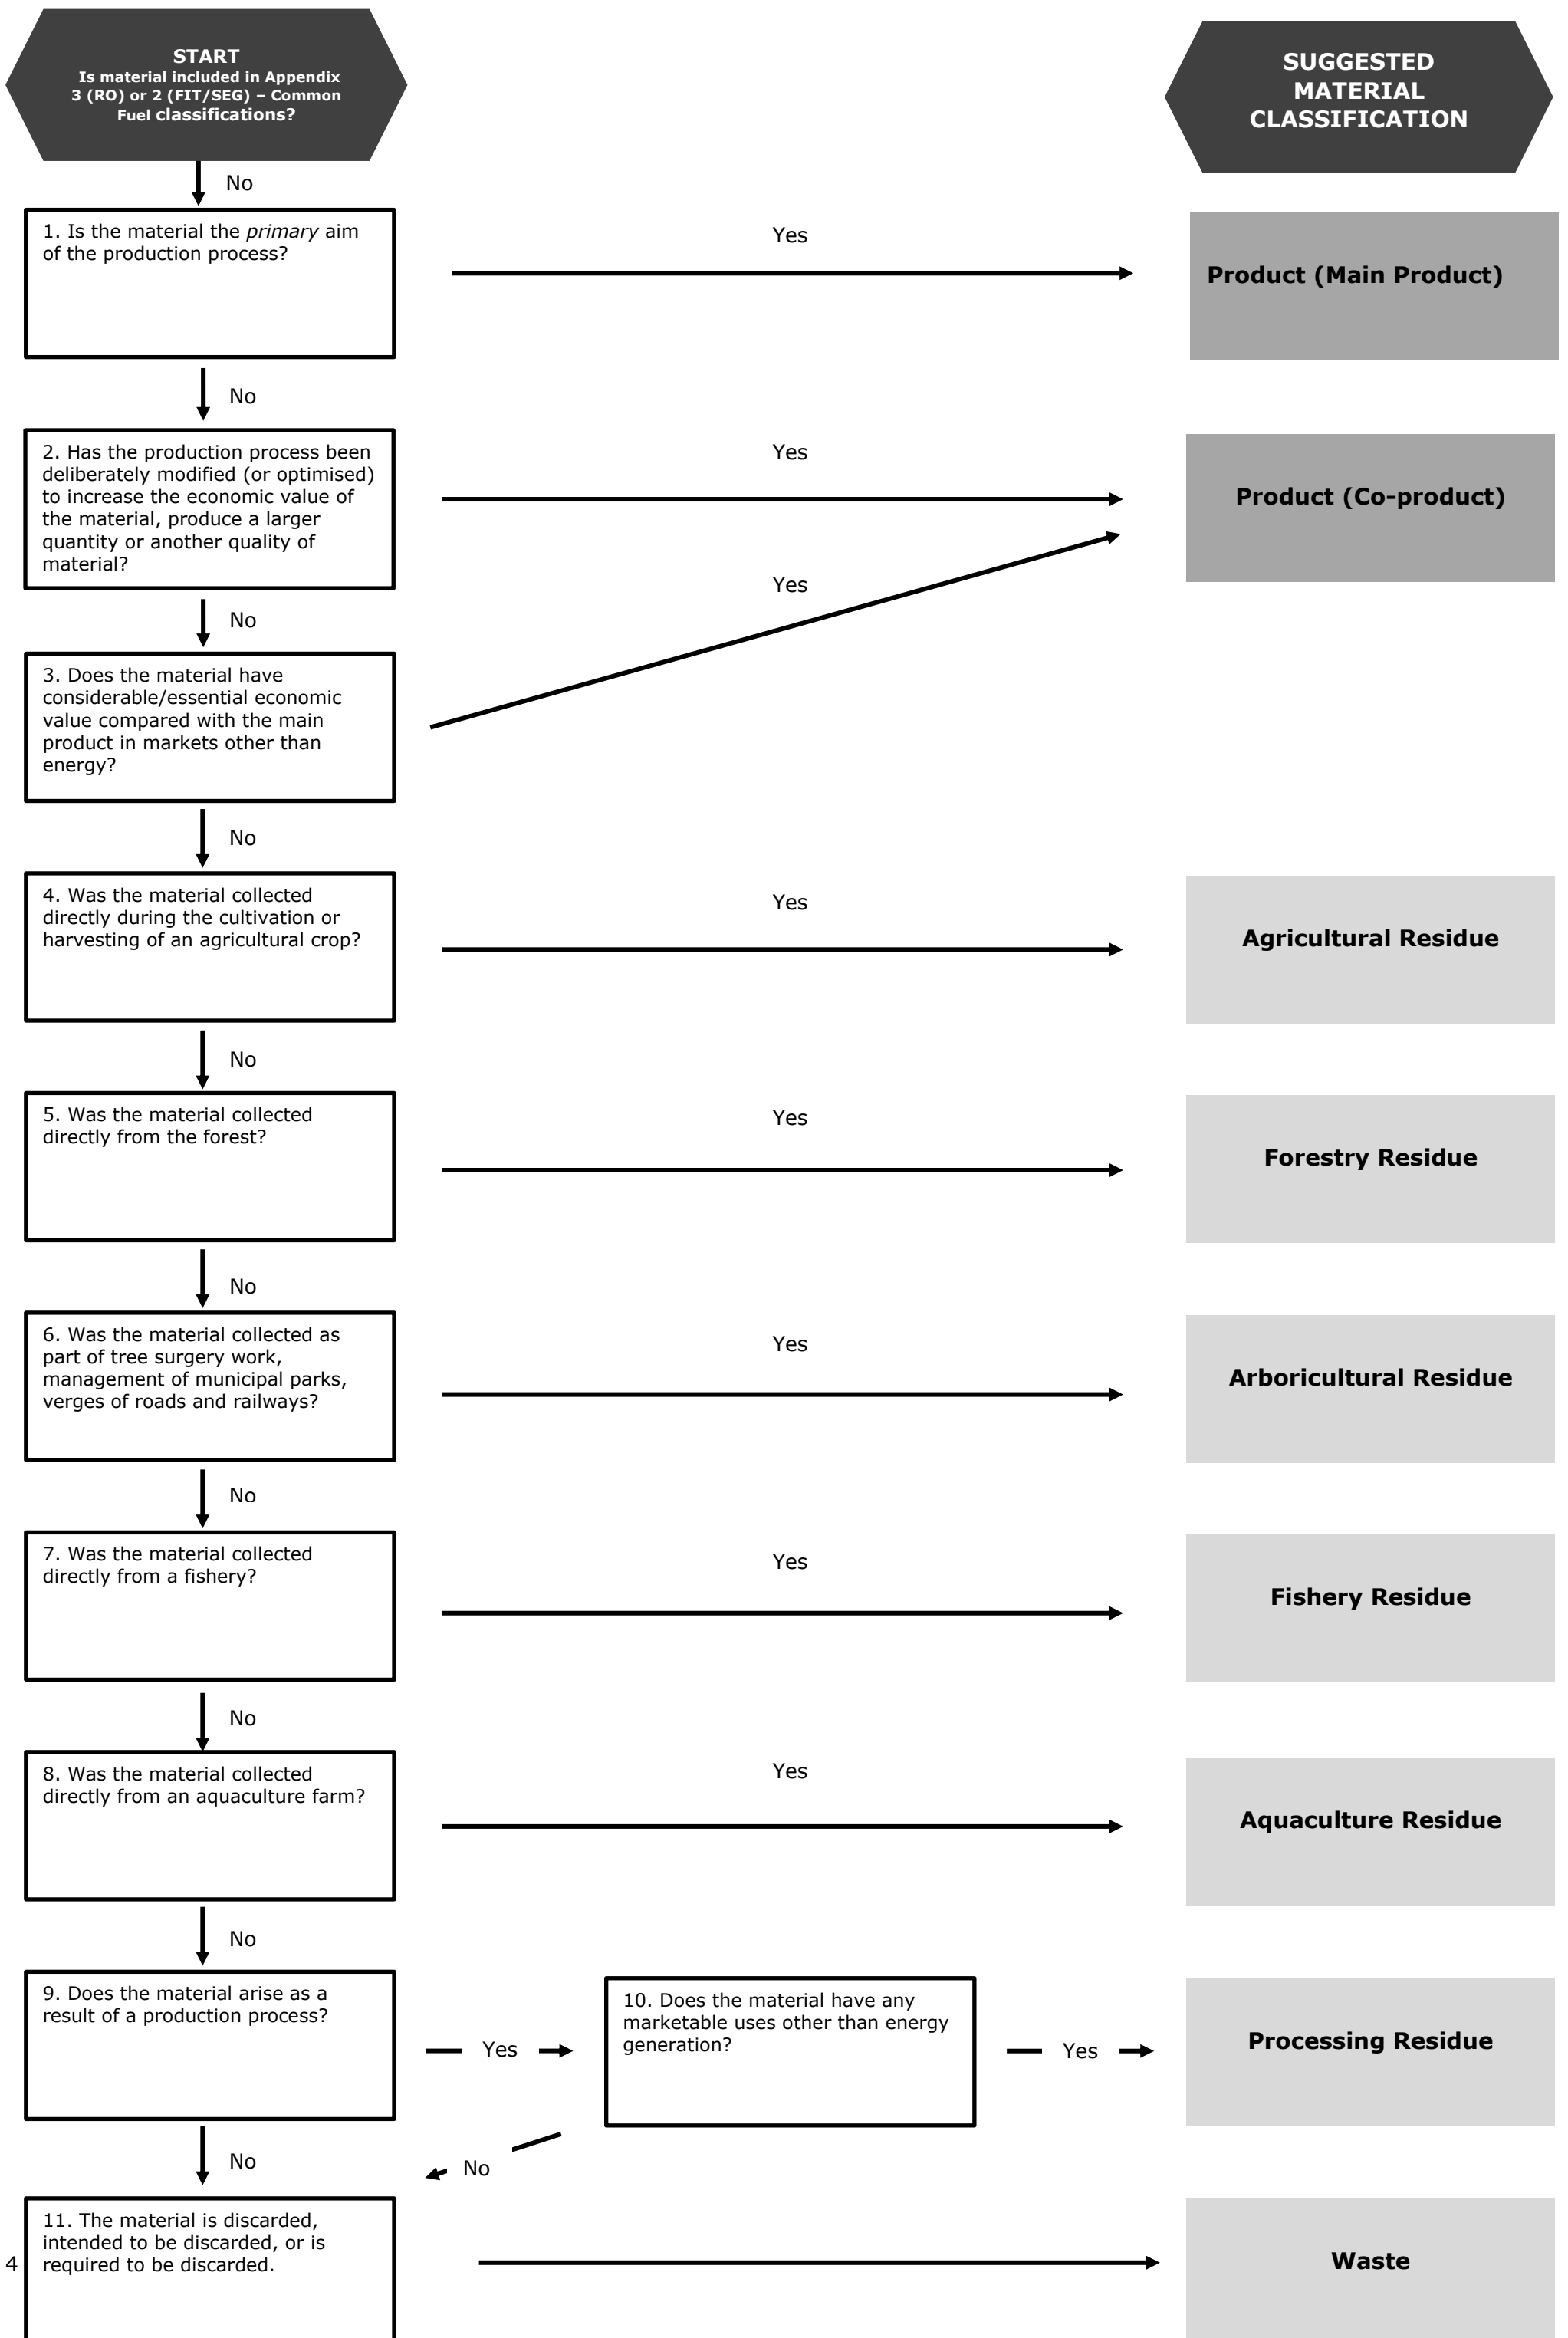 START
Is material included in Appendix
3 (RO) or 2 (FIT/SEG) – Common
Fuel classifications?
SUGGESTED
MATERIAL
CLASSIFICATION
No
1. Is the material the primary aim
of the production process?
Yes
Product (Main Product)
No
2. Has the production process been
deliberately modified (or optimised)
to increase the economic value of
the material, produce a larger
quantity or another quality of
material?
Yes
Product (Co-product)
Yes
No
3. Does the material have
considerable/essential economic
value compared with the main
product in markets other than
energy?
No
4. Was the material collected
directly during the cultivation or
harvesting of an agricultural crop?
Yes
Agricultural Residue
No
5. Was the material collected
directly from the forest?
Yes
Forestry Residue
No
6. Was the material collected as
part of tree surgery work,
management of municipal parks,
verges of roads and railways?
Yes
Arboricultural Residue
No
7. Was the material collected
directly from a fishery?
Yes
Fishery Residue
No
8. Was the material collected
directly from an aquaculture farm?
Yes
Aquaculture Residue
No
9. Does the material arise as a
result of a production process?
Yes
10. Does the material have any
marketable uses other than energy
generation?
Yes
Processing Residue
No
No
11. The material is discarded,
intended to be discarded, or is
required to be discarded.
Waste
4